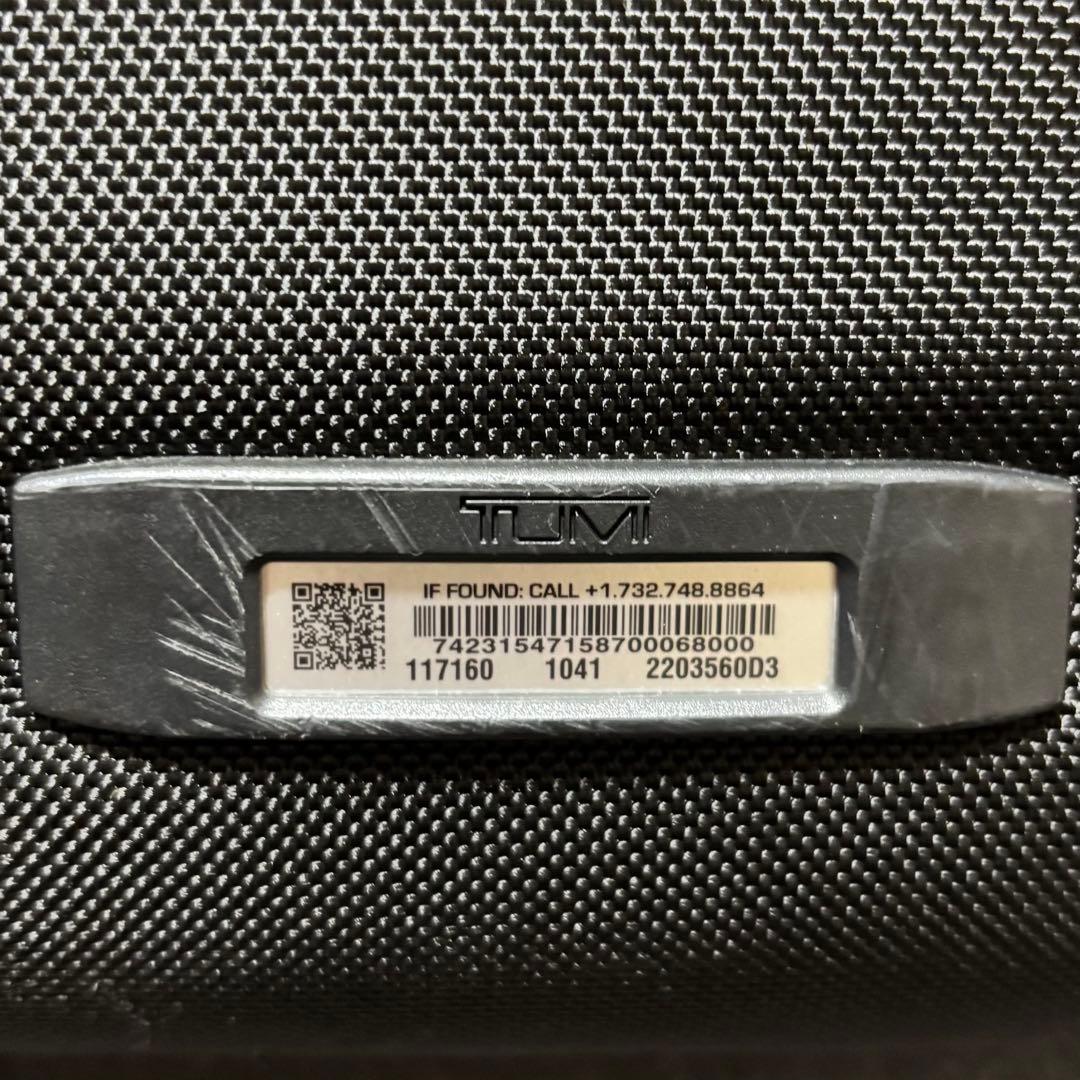 TUMI
IF FOUND: CALL +1.732.748.8864
74231547158700068000
117160 1041 2203560D3